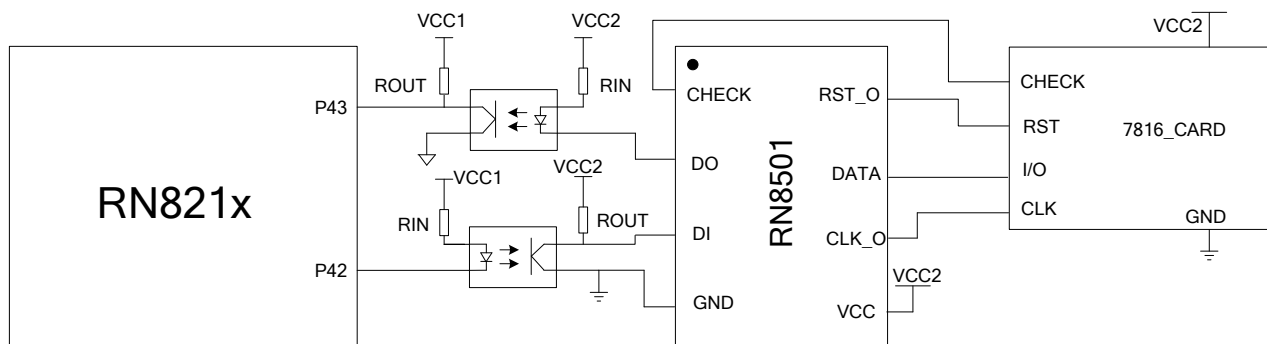 VCC1
VCC2
VCC2
ROUT
RIN
P43
CHECK
DO
RST_O
CHECK
RST
7816_CARD
RN821x
RN8501
VCC1
VCC2
RIN
ROUT
DI
DATA
I/O
CLK
CLK_O
GND
P42
GND
VCC2
VCC